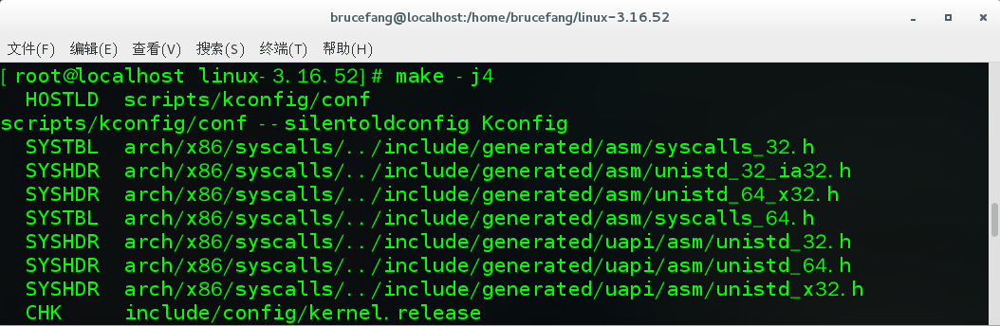 brucefang@localhost:/home/brucefang/linux-3.16.52
文件(F) 编辑(E) 查看(V) 搜索(S) 终端(T) 帮助(H)
[root@localhost linux-3.16.52]# make -j4
  HOSTLD  scripts/kconfig/conf
scripts/kconfig/conf --silentoldconfig Kconfig
  SYSTBL  arch/x86/syscalls/../include/generated/asm/syscalls_32.h
  SYSHDR  arch/x86/syscalls/../include/generated/asm/unistd_32_ia32.h
  SYSHDR  arch/x86/syscalls/../include/generated/asm/unistd_64_x32.h
  SYSTBL  arch/x86/syscalls/../include/generated/asm/syscalls_64.h
  SYSHDR  arch/x86/syscalls/../include/generated/uapi/asm/unistd_32.h
  SYSHDR  arch/x86/syscalls/../include/generated/uapi/asm/unistd_64.h
  SYSHDR  arch/x86/syscalls/../include/generated/uapi/asm/unistd_x32.h
  CHK     include/config/kernel.release